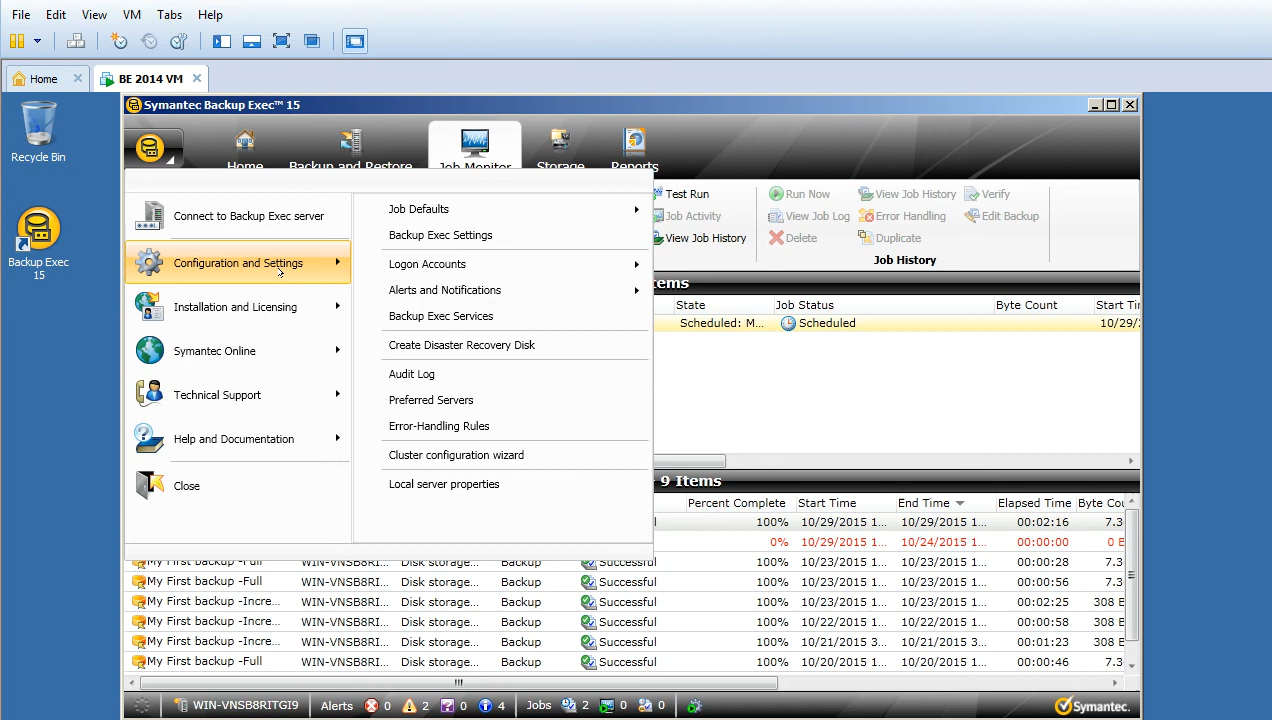 File Edit View VM Tabs Help
Home BE 2014 VM
Symantec Backup Exec™ 15
Recycle Bin
Backup Exec 15
Home Backup and Restore Job Monitor Storage Reports
Connect to Backup Exec server
Configuration and Settings
Installation and Licensing
Symantec Online
Technical Support
Help and Documentation
Close
Job Defaults
Backup Exec Settings
Logon Accounts
Alerts and Notifications
Backup Exec Services
Create Disaster Recovery Disk
Audit Log
Preferred Servers
Error-Handling Rules
Cluster configuration wizard
Local server properties
Test Run Run Now View Job History Verify
Job Activity View Job Log Error Handling Edit Backup
View Job History Delete Duplicate
Job History
ems
State Job Status Byte Count Start Tir
Scheduled: M... Scheduled 10/29/
9 Items
Percent Complete Start Time End Time Elapsed Time Byte Cou
100% 10/29/2015 1... 10/29/2015 1... 00:02:16 7.3
0% 10/29/2015 1... 10/24/2015 1... 00:00:00 0 B
My First backup -Full WIN-VNSB8RI... Disk storage... Backup Successful 100% 10/23/2015 1... 10/23/2015 1... 00:00:28 7.3
My First backup -Full WIN-VNSB8RI... Disk storage... Backup Successful 100% 10/23/2015 1... 10/23/2015 1... 00:00:56 7.3
My First backup -Incre... WIN-VNSB8RI... Disk storage... Backup Successful 100% 10/23/2015 1... 10/23/2015 1... 00:02:25 308 B
My First backup -Incre... WIN-VNSB8RI... Disk storage... Backup Successful 100% 10/22/2015 1... 10/22/2015 1... 00:00:58 308 B
My First backup -Incre... WIN-VNSB8RI... Disk storage... Backup Successful 100% 10/21/2015 3... 10/21/2015 3... 00:01:23 308 B
My First backup -Full WIN-VNSB8RI... Disk storage... Backup Successful 100% 10/20/2015 1... 10/20/2015 1... 00:00:46 7.3
WIN-VNSB8RITGI9 Alerts 0 2 0 4 Jobs 2 0 0 Symantec.